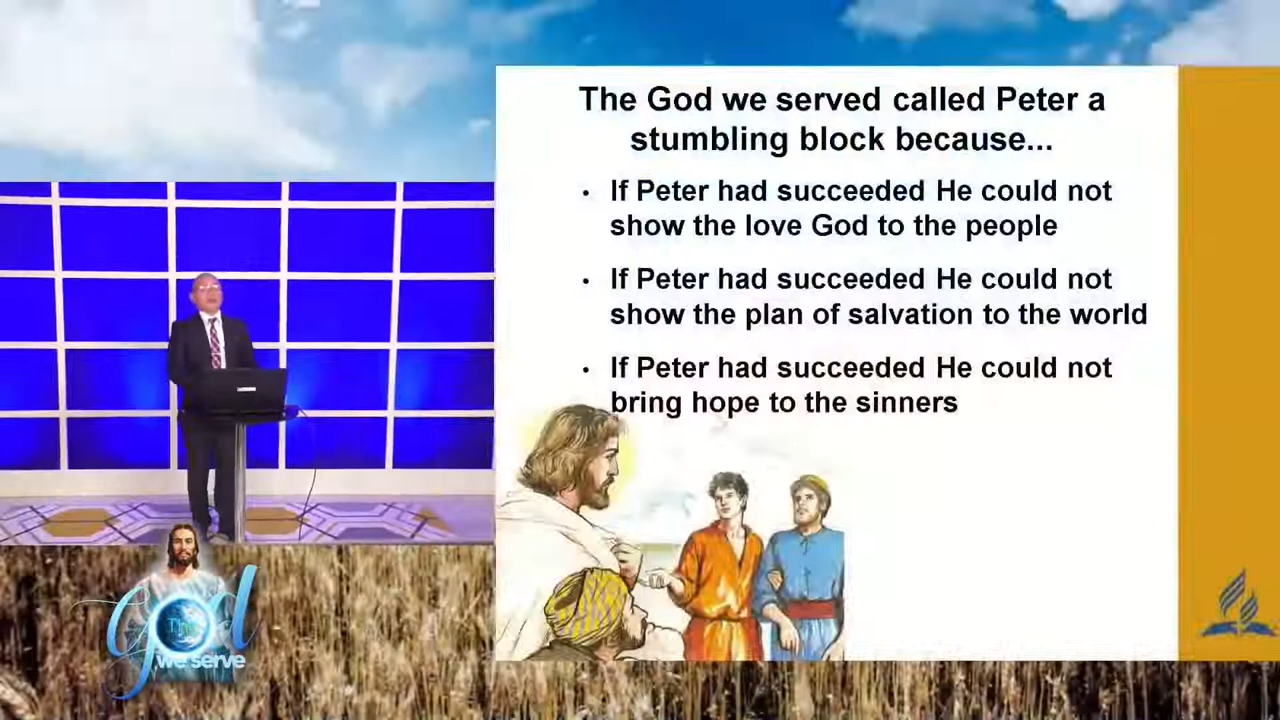 The God we served called Peter a
stumbling block because...
• If Peter had succeeded He could not
show the love God to the people
• If Peter had succeeded He could not
show the plan of salvation to the world
• If Peter had succeeded He could not
bring hope to the sinners
The
God
we serve